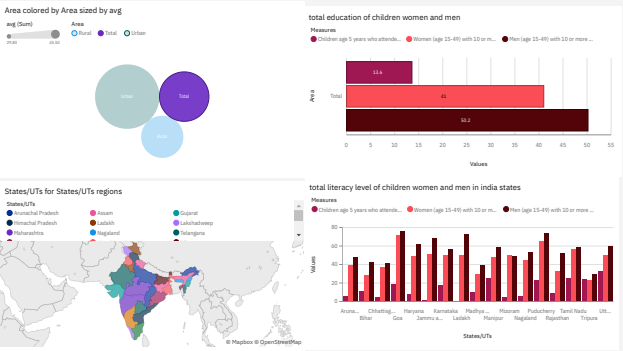 Area colored by Area sized by avg
avg (Sum)
Area
Rural
Total
Urban
Total
total education of children women and men
Measures
Children age 5 years who attende...
Women (age 15-49) with 10 or m...
Men (age 15-49) with 10 or more ...
Area
Total
13.6
41
50.2
0 5 10 15 20 25 30 35 40 45 50 55
Values
States/UTs for States/UTs regions
States/UTs
Arunachal Pradesh
Assam
Gujarat
Himachal Pradesh
Ladakh
Lakshadweep
Maharashtra
Nagaland
Telangana
© Mapbox © OpenStreetMap
total literacy level of children women and men in india states
Measures
Children age 5 years who attende...
Women (age 15-49) with 10 or m...
Men (age 15-49) with 10 or more ...
Values
80
60
40
20
0
Aruna... Chhattisg... Haryana Karnataka Madhya ... Mizoram Puducherry Tamil Nadu Utt...
Bihar Goa Jammu a... Ladakh Manipur Nagaland Rajasthan Tripura
States/UTs